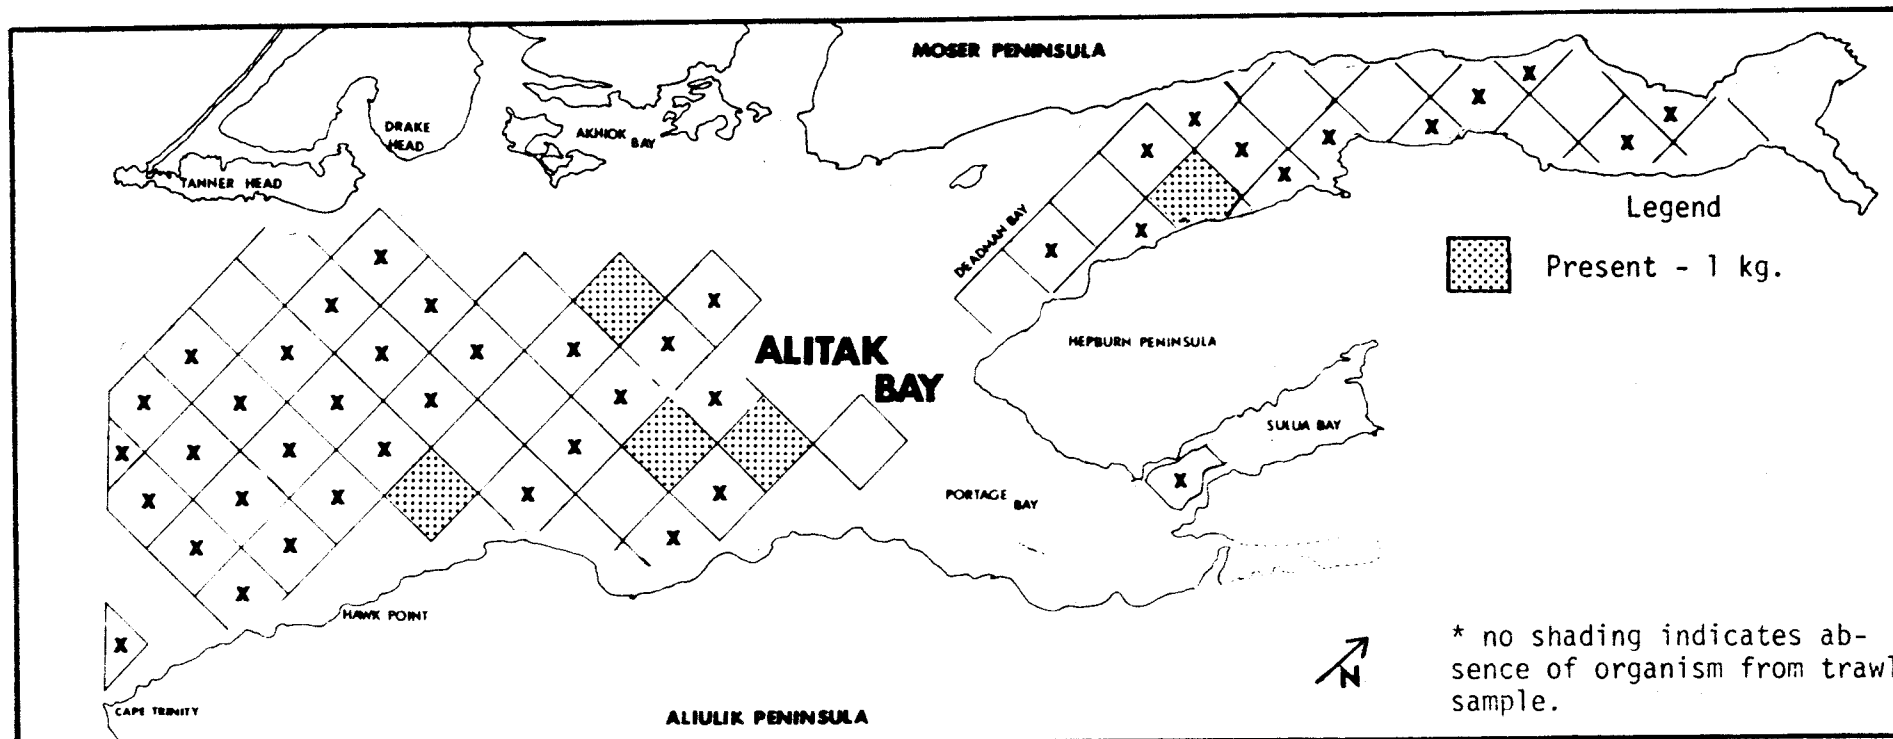 MOSER PENINSULA
DRAKE
HEAD
AKHIOK BAY
TANNER HEAD
DEADMAN BAY
Legend
Present - 1 kg.
ALITAK
BAY
HEPBURN PENINSULA
SULUA BAY
PORTAGE BAY
HAWK POINT
CAPE TRINITY
ALIULIK PENINSULA
N
* no shading indicates ab-
sence of organism from trawl
sample.
X X X X X X X X X X X X X X X X X X X X X X X X X X X X X X X X X X X X X X X X X X X X X X X X